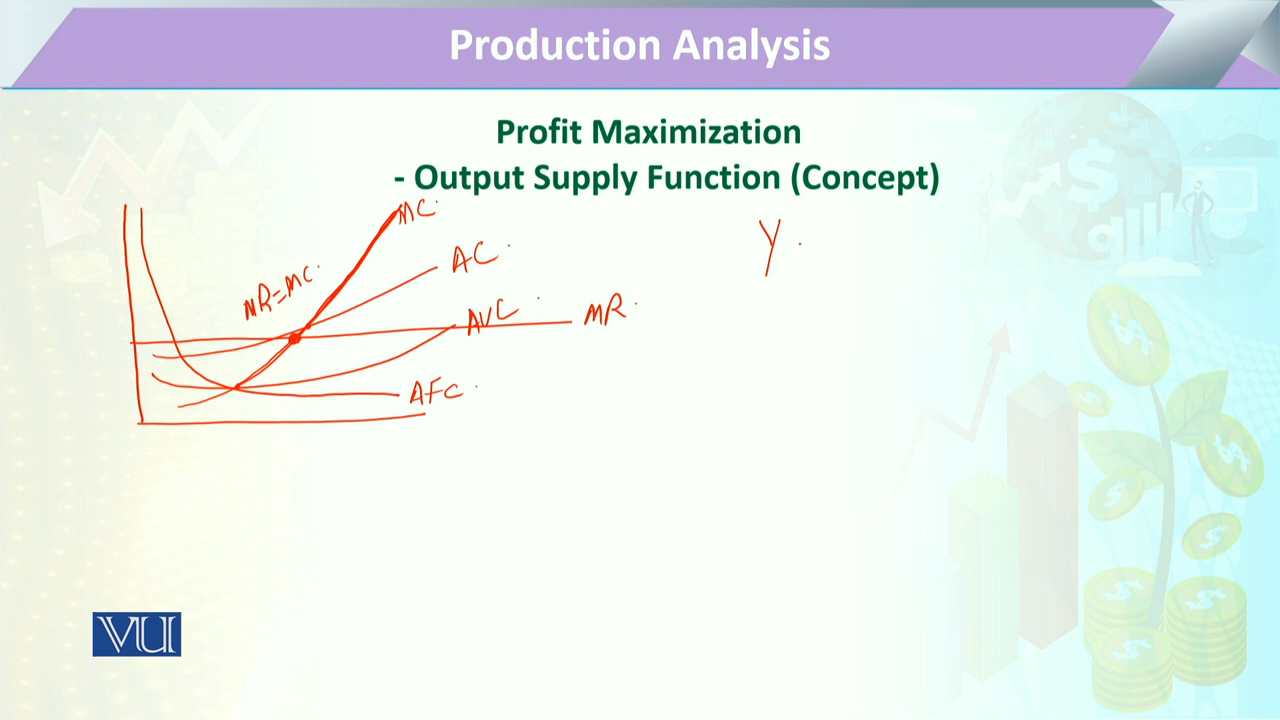 Production Analysis
Profit Maximization
- Output Supply Function (Concept)
MC.
AC.
MR=MC.
AVC.
MR.
AFC.
y.
VU